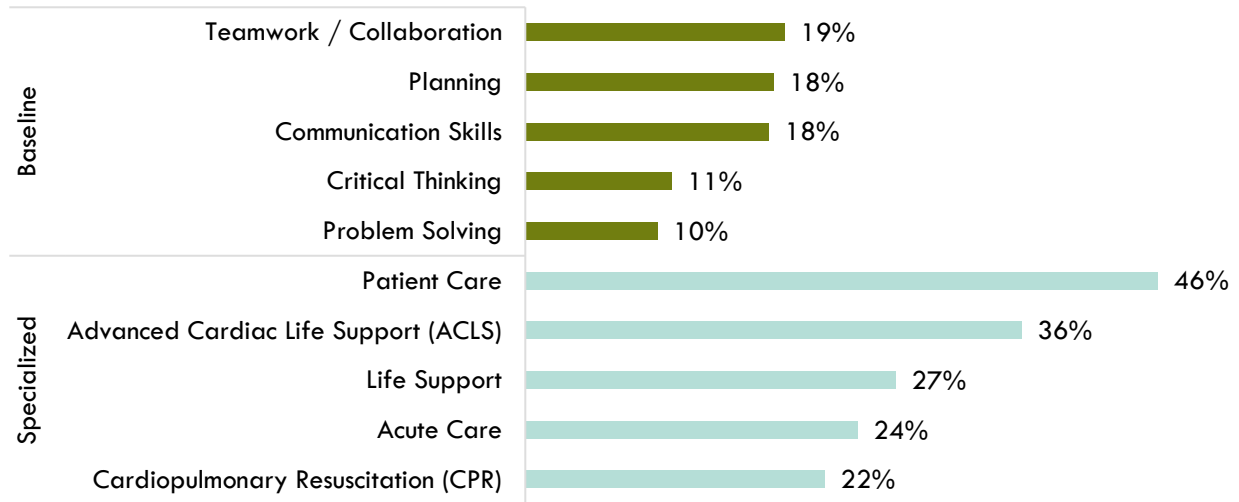 Baseline
Teamwork / Collaboration 19%
Planning 18%
Communication Skills 18%
Critical Thinking 11%
Problem Solving 10%
Specialized
Patient Care 46%
Advanced Cardiac Life Support (ACLS) 36%
Life Support 27%
Acute Care 24%
Cardiopulmonary Resuscitation (CPR) 22%